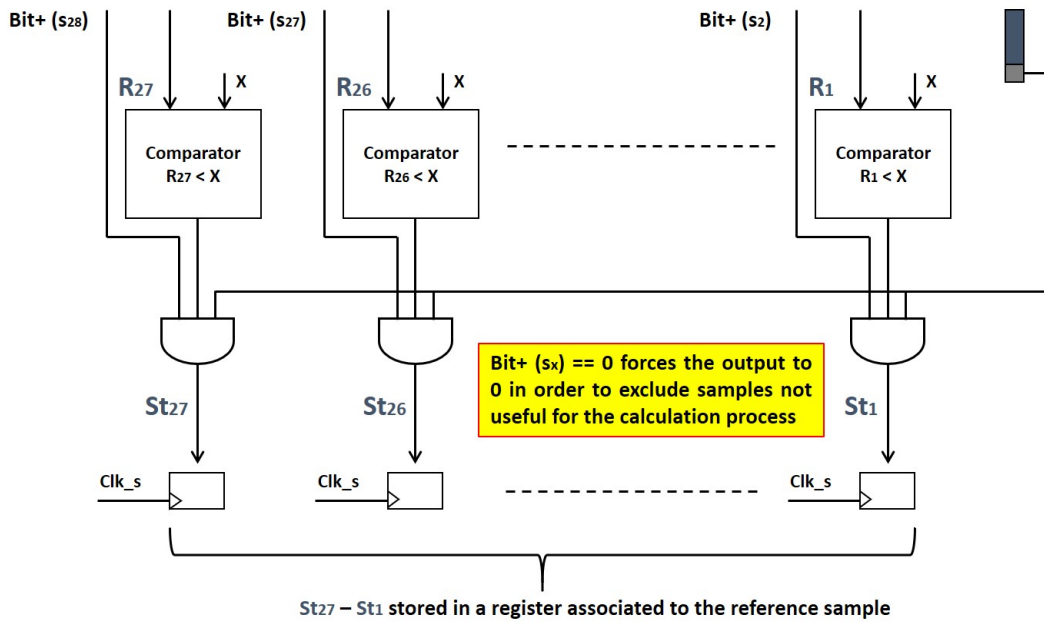 Bit+ (s28) Bit+ (s27) Bit+ (s2)
R27 X R26 X R1 X
Comparator Comparator Comparator
R27 < X R26 < X R1 < X
Bit+ (sx) == 0 forces the output to
0 in order to exclude samples not
useful for the calculation process
St27 St26 St1
Clk_s Clk_s Clk_s
St27 – St1 stored in a register associated to the reference sample